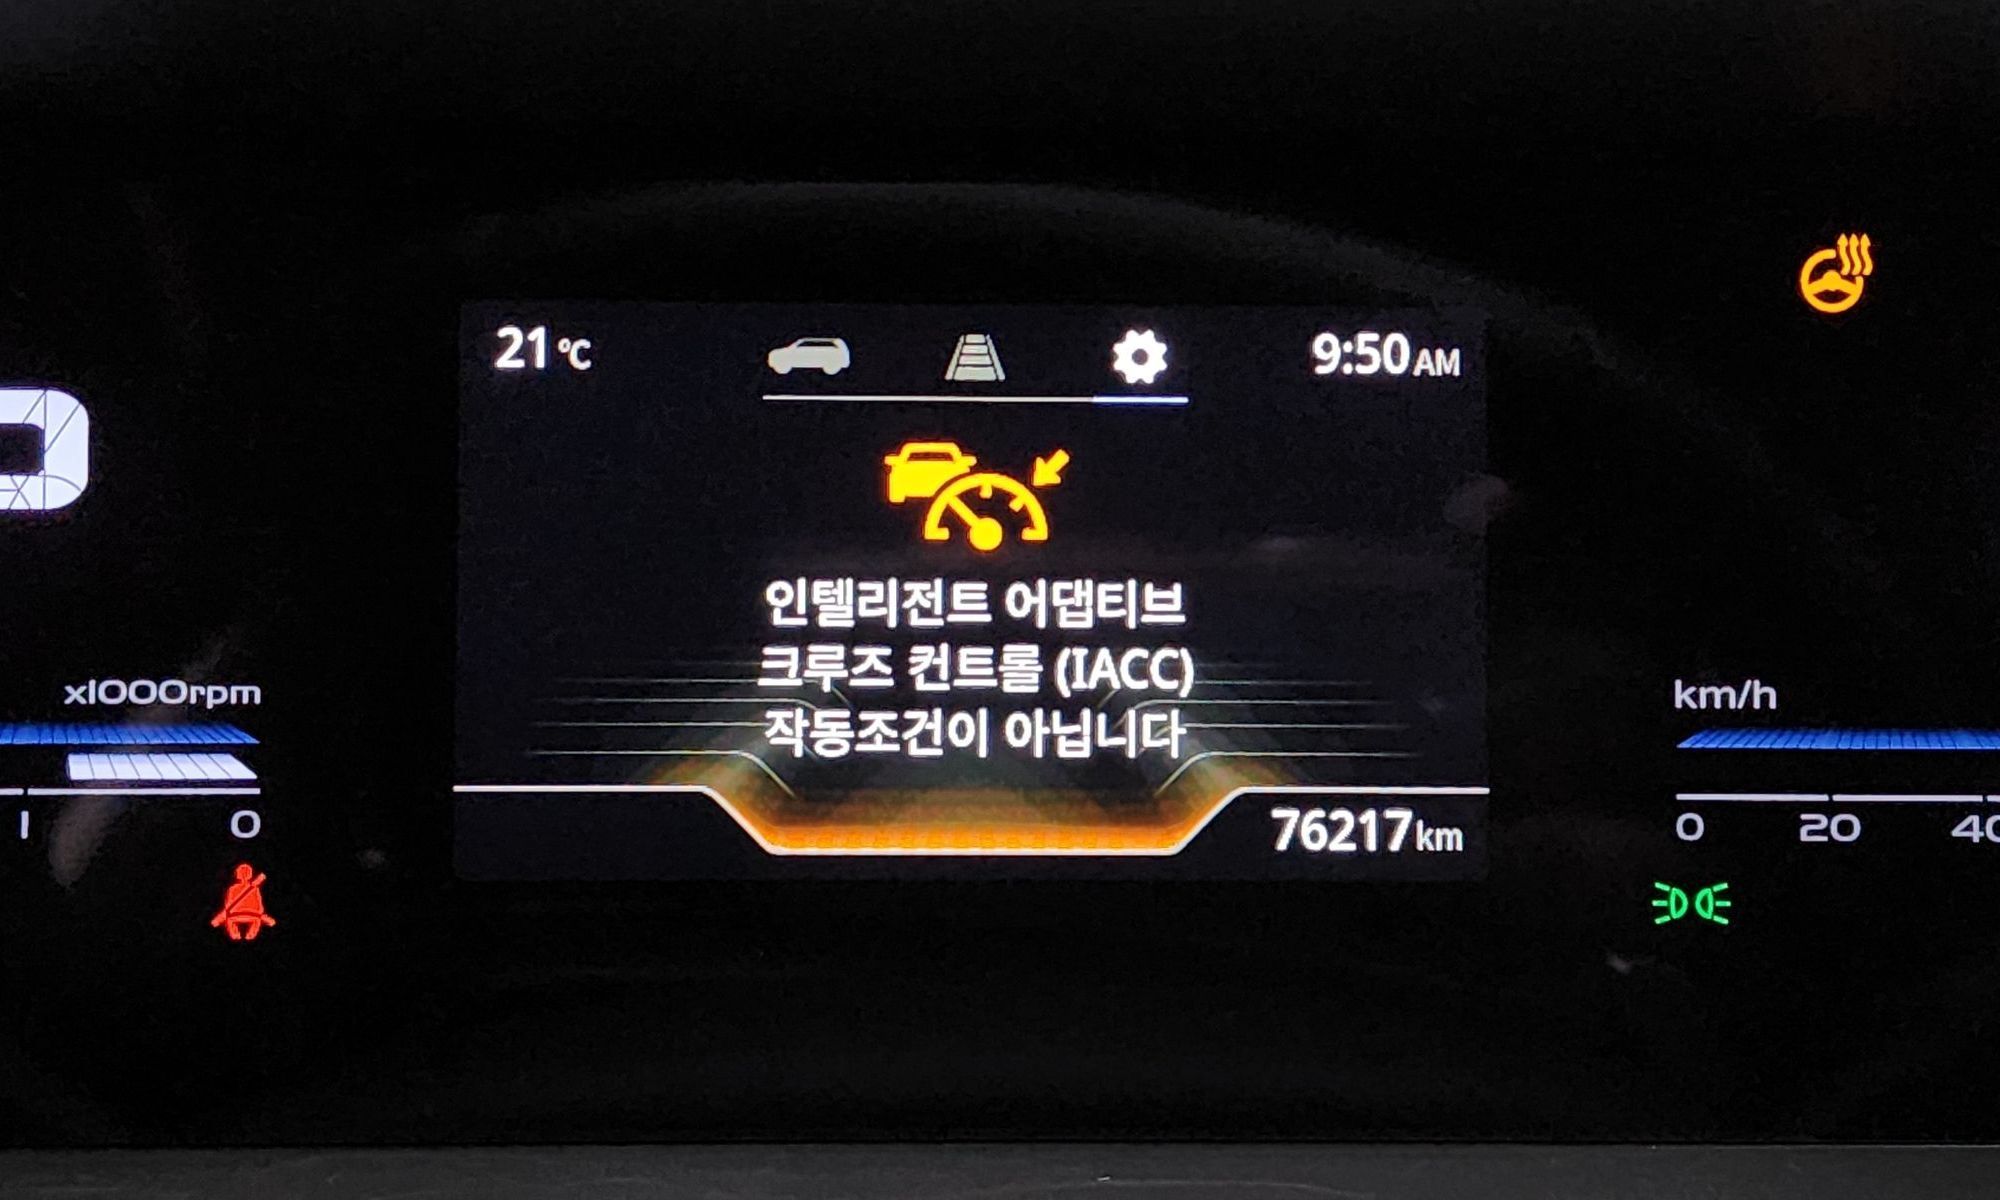 21 °C
9:50 AM
인텔리전트 어댑티브
크루즈 컨트롤 (IACC)
작동조건이 아닙니다
76217 km
x1000rpm
1 0
km/h
0 20 40